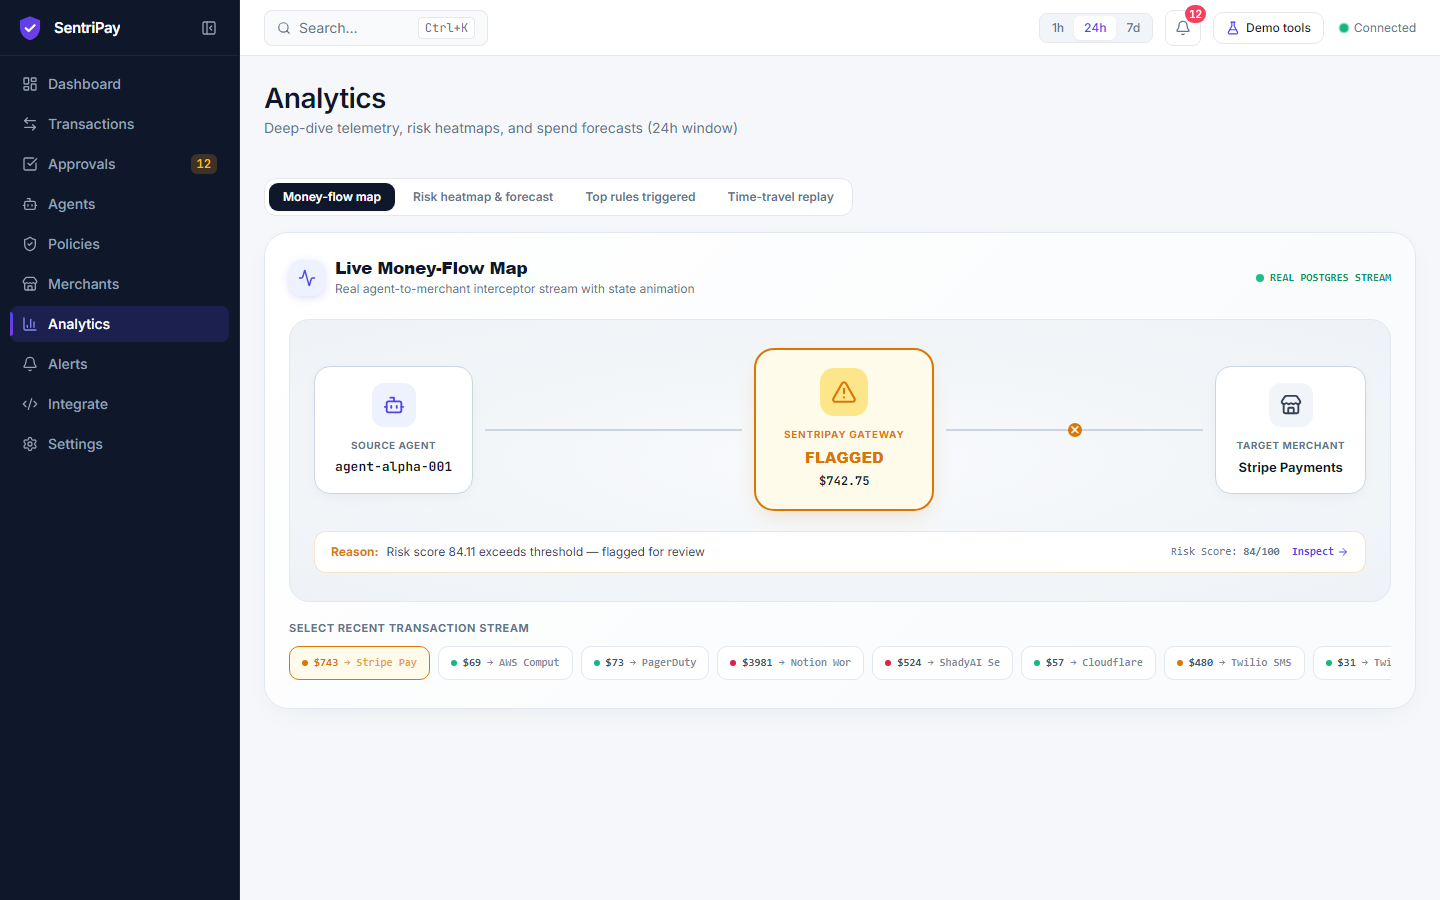 SentriPay
Search...
Ctrl+K
1h
24h
7d
12
Demo tools
Connected
Dashboard
Transactions
Approvals
12
Agents
Policies
Merchants
Analytics
Alerts
Integrate
Settings
Analytics
Deep-dive telemetry, risk heatmaps, and spend forecasts (24h window)
Money-flow map
Risk heatmap & forecast
Top rules triggered
Time-travel replay
Live Money-Flow Map
Real agent-to-merchant interceptor stream with state animation
REAL POSTGRES STREAM
SOURCE AGENT
agent-alpha-001
SENTRIPAY GATEWAY
FLAGGED
$742.75
TARGET MERCHANT
Stripe Payments
Reason: Risk score 84.11 exceeds threshold — flagged for review
Risk Score: 84/100
Inspect →
SELECT RECENT TRANSACTION STREAM
$743 → Stripe Pay
$69 → AWS Comput
$73 → PagerDuty
$3981 → Notion Wor
$524 → ShadyAI Se
$57 → Cloudflare
$480 → Twilio SMS
$31 → Twi